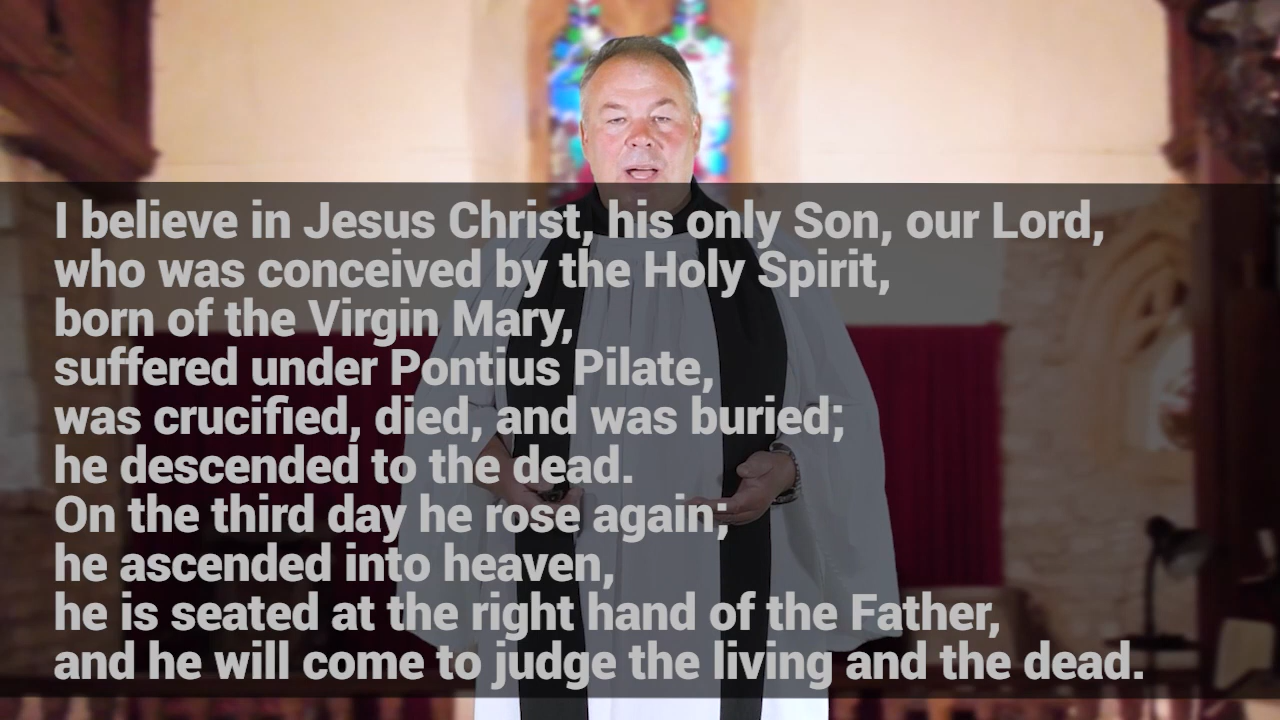 I believe in Jesus Christ, his only Son, our Lord,
who was conceived by the Holy Spirit,
born of the Virgin Mary,
suffered under Pontius Pilate,
was crucified, died, and was buried;
he descended to the dead.
On the third day he rose again;
he ascended into heaven,
he is seated at the right hand of the Father,
and he will come to judge the living and the dead.